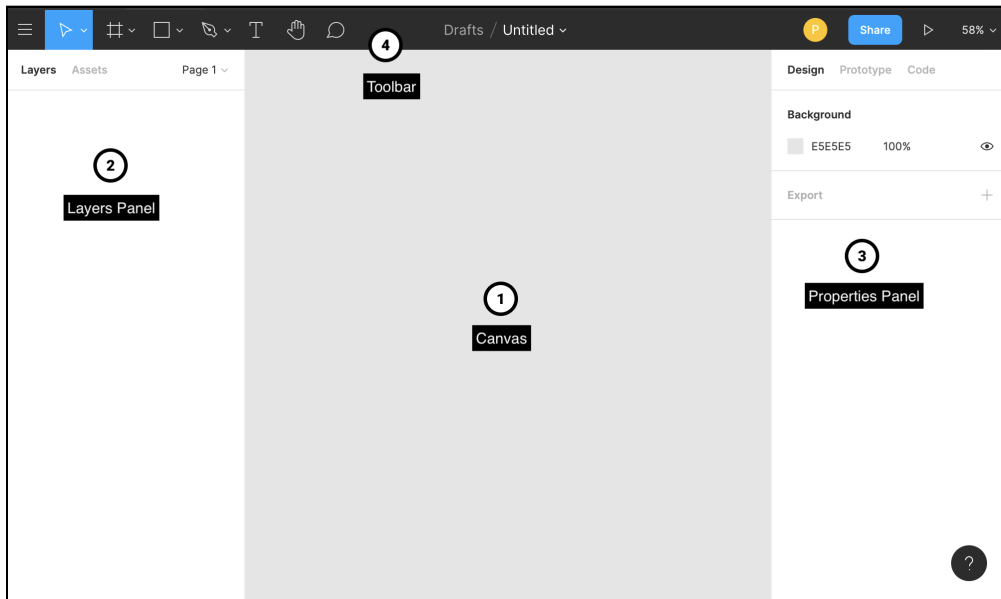 Drafts / Untitled
P
Share
58%
4
Toolbar
Layers Assets Page 1
Design Prototype Code
Background
E5E5E5 100%
Export
2
Layers Panel
3
Properties Panel
1
Canvas
?